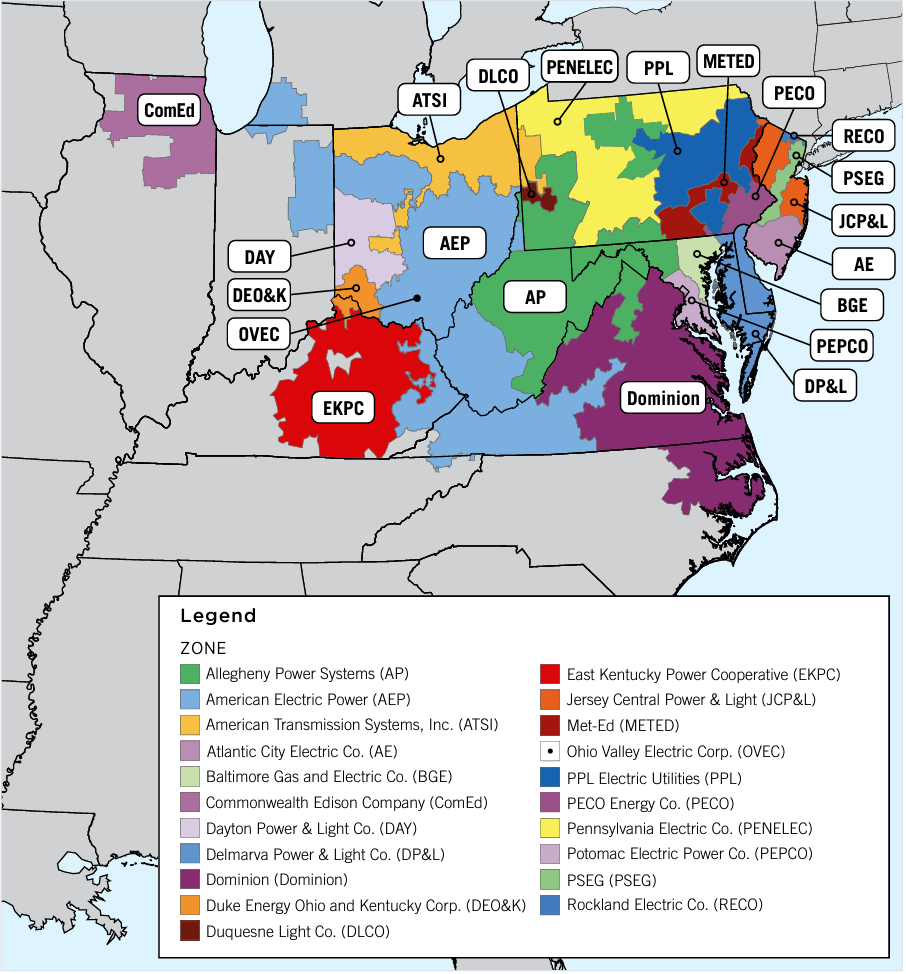 PENELEC
METED
DLCO
PPL
ATSI
PECO
ComEd
RECO
PSEG
JCP&L
DAY
AEP
AE
DEO&K
AP
BGE
OVEC
PEPCO
DP&L
EKPC
Dominion
Legend
ZONE
Allegheny Power Systems (AP)
American Electric Power (AEP)
American Transmission Systems, Inc. (ATSI)
Atlantic City Electric Co. (AE)
Baltimore Gas and Electric Co. (BGE)
Commonwealth Edison Company (ComEd)
Dayton Power & Light Co. (DAY)
Delmarva Power & Light Co. (DP&L)
Dominion (Dominion)
Duke Energy Ohio and Kentucky Corp. (DEO&K)
Duquesne Light Co. (DLCO)
East Kentucky Power Cooperative (EKPC)
Jersey Central Power & Light (JCP&L)
Met-Ed (METED)
Ohio Valley Electric Corp. (OVEC)
PPL Electric Utilities (PPL)
PECO Energy Co. (PECO)
Pennsylvania Electric Co. (PENELEC)
Potomac Electric Power Co. (PEPCO)
PSEG (PSEG)
Rockland Electric Co. (RECO)